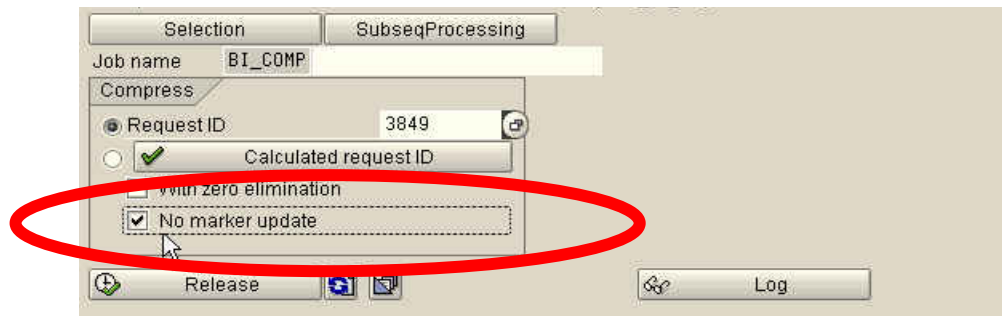 Selection SubseqProcessing
Job name BI_COMP
Compress
Request ID 3849
Calculated request ID
With zero elimination
No marker update
Release Log